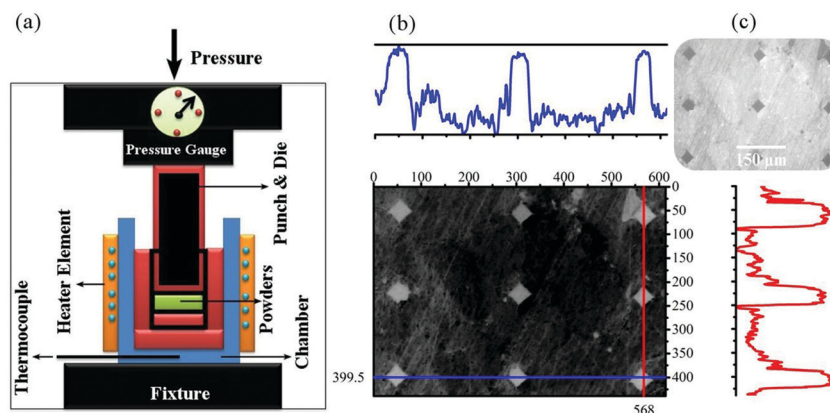 (a)
Pressure
Pressure Gauge
Punch & Die
Heater Element
Powders
Thermocouple
Chamber
Fixture
(b)
0 100 200 300 400 500 600
0
50
100
150
200
250
300
350
400
399.5
568
(c)
150 µm